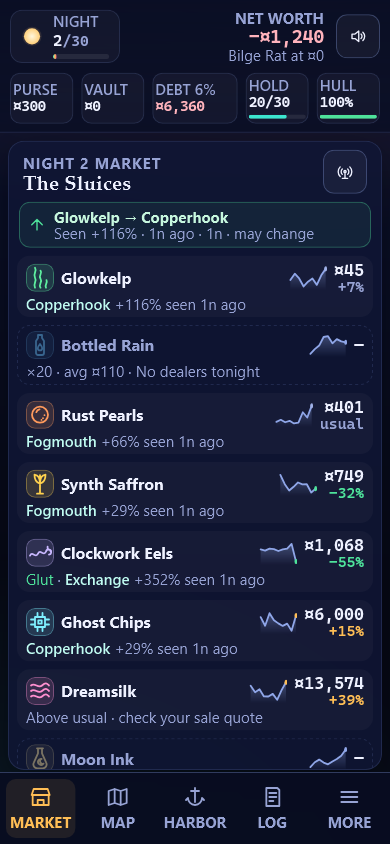 NIGHT
2/30
NET WORTH
−¤1,240
Bilge Rat at ¤0
PURSE
¤300
VAULT
¤0
DEBT 6%
¤6,360
HOLD
20/30
HULL
100%
NIGHT 2 MARKET
The Sluices
Glowkelp → Copperhook
Seen +116% · 1n ago · 1n · may change
Glowkelp
¤45
+7%
Copperhook +116% seen 1n ago
Bottled Rain
—
×20 · avg ¤110 · No dealers tonight
Rust Pearls
¤401
usual
Fogmouth +66% seen 1n ago
Synth Saffron
¤749
−32%
Fogmouth +29% seen 1n ago
Clockwork Eels
¤1,068
−55%
Glut · Exchange +352% seen 1n ago
Ghost Chips
¤6,000
+15%
Copperhook +29% seen 1n ago
Dreamsilk
¤13,574
+39%
Above usual · check your sale quote
Moon Ink
—
MARKET
MAP
HARBOR
LOG
MORE